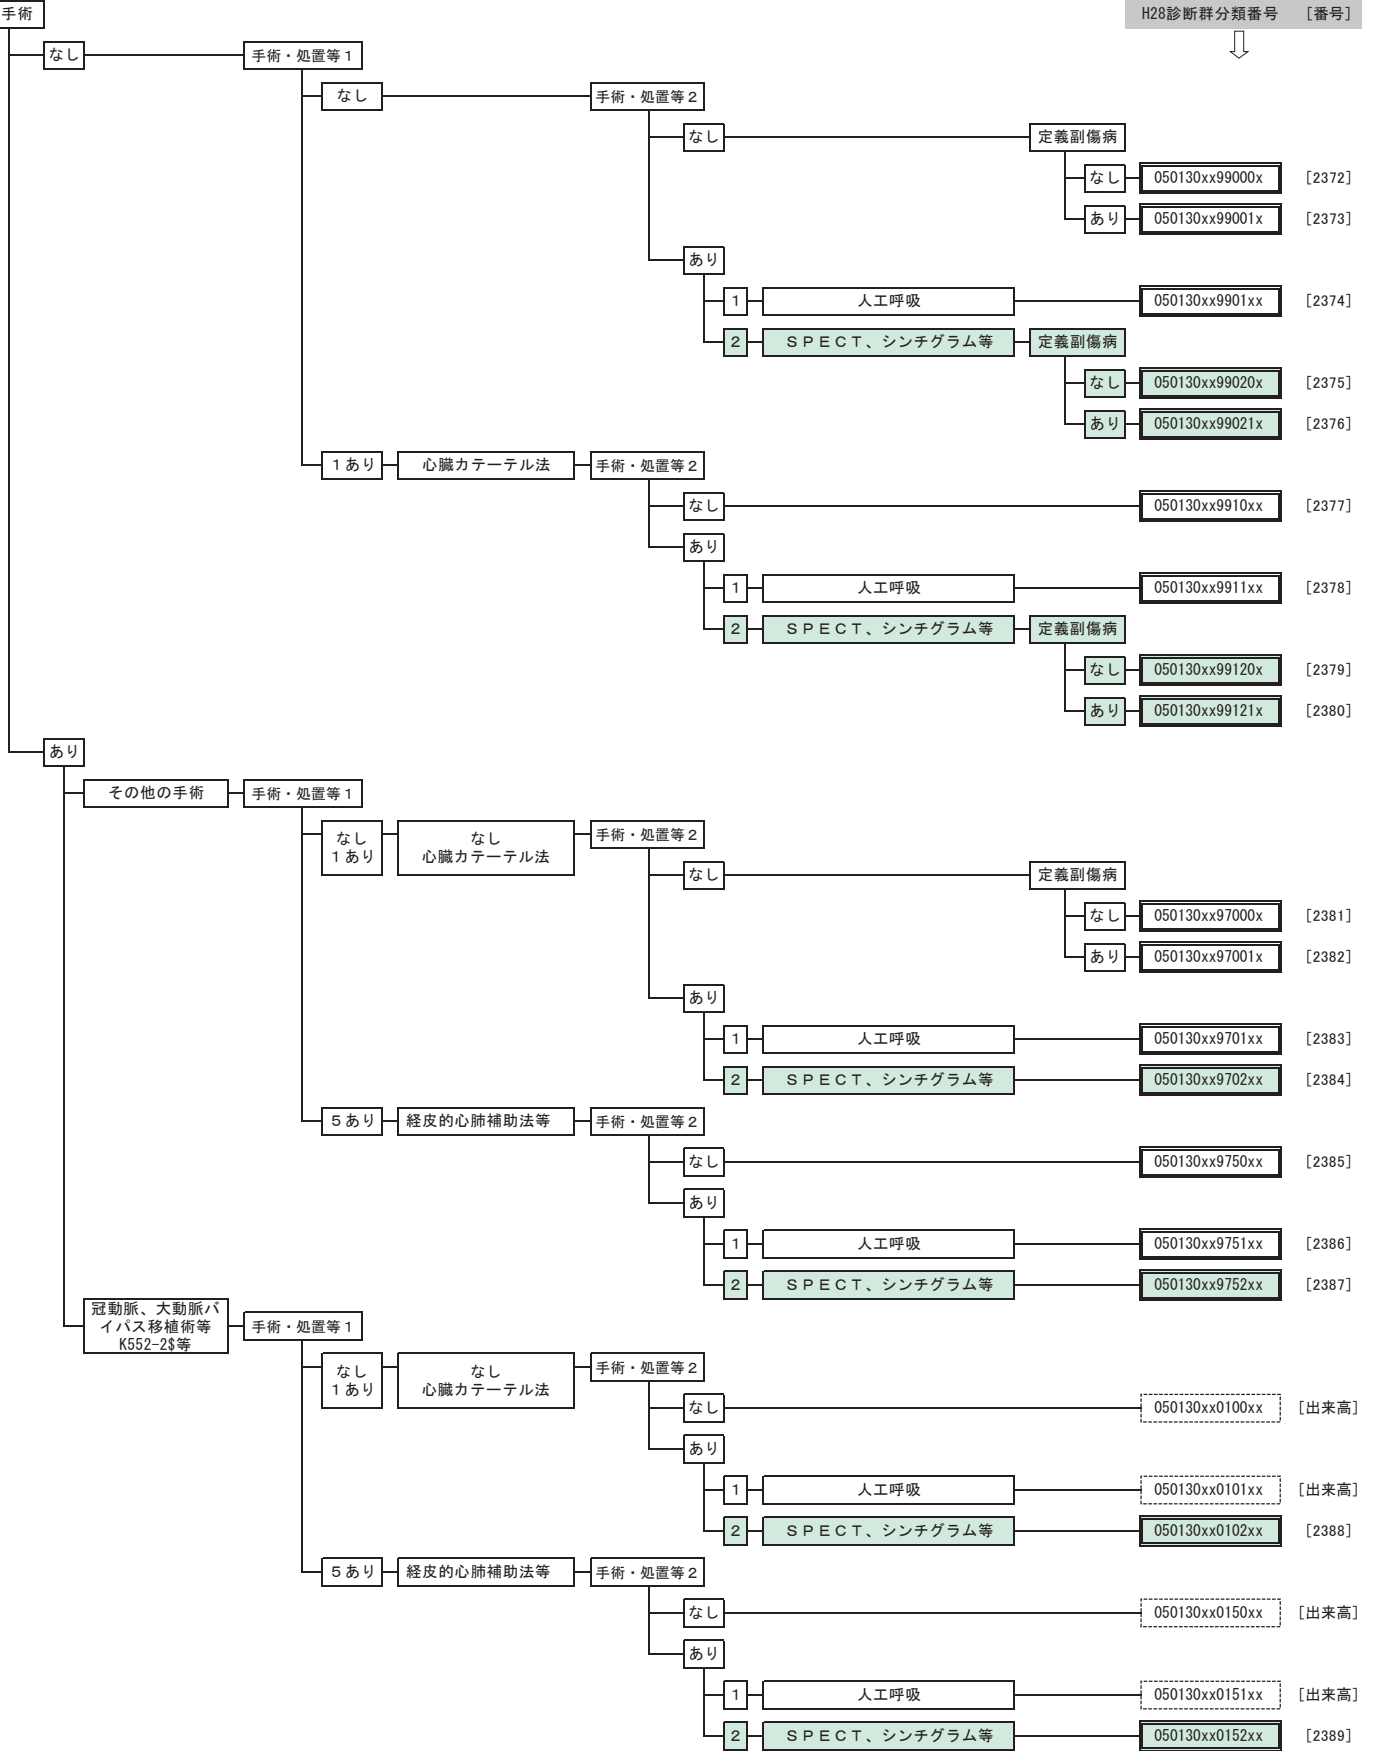 手術
H28診断群分類番号 [番号]
なし 手術・処置等1
なし 手術・処置等2
なし 定義副傷病
なし 050130xx99000x [2372]
あり 050130xx99001x [2373]
あり
1 人工呼吸 050130xx9901xx [2374]
2 SPECT、シンチグラム等 定義副傷病
なし 050130xx99020x [2375]
あり 050130xx99021x [2376]
1あり 心臓カテーテル法 手術・処置等2
なし 050130xx9910xx [2377]
あり
1 人工呼吸 050130xx9911xx [2378]
2 SPECT、シンチグラム等 定義副傷病
なし 050130xx99120x [2379]
あり 050130xx99121x [2380]
あり
その他の手術 手術・処置等1
なし
1あり
なし
心臓カテーテル法
手術・処置等2
なし 定義副傷病
なし 050130xx97000x [2381]
あり 050130xx97001x [2382]
あり
1 人工呼吸 050130xx9701xx [2383]
2 SPECT、シンチグラム等 050130xx9702xx [2384]
5あり 経皮的心肺補助法等 手術・処置等2
なし 050130xx9750xx [2385]
あり
1 人工呼吸 050130xx9751xx [2386]
2 SPECT、シンチグラム等 050130xx9752xx [2387]
冠動脈、大動脈バ
イパス移植術等
K552-2$等
手術・処置等1
なし
1あり
なし
心臓カテーテル法
手術・処置等2
なし 050130xx0100xx [出来高]
あり
1 人工呼吸 050130xx0101xx [出来高]
2 SPECT、シンチグラム等 050130xx0102xx [2388]
5あり 経皮的心肺補助法等 手術・処置等2
なし 050130xx0150xx [出来高]
あり
1 人工呼吸 050130xx0151xx [出来高]
2 SPECT、シンチグラム等 050130xx0152xx [2389]